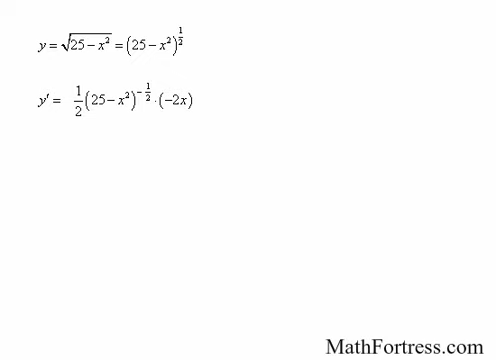 y = √25 − x² = (25 − x²)^(1/2)
y′ = 1/2 (25 − x²)^(−1/2) · (−2x)
MathFortress.com